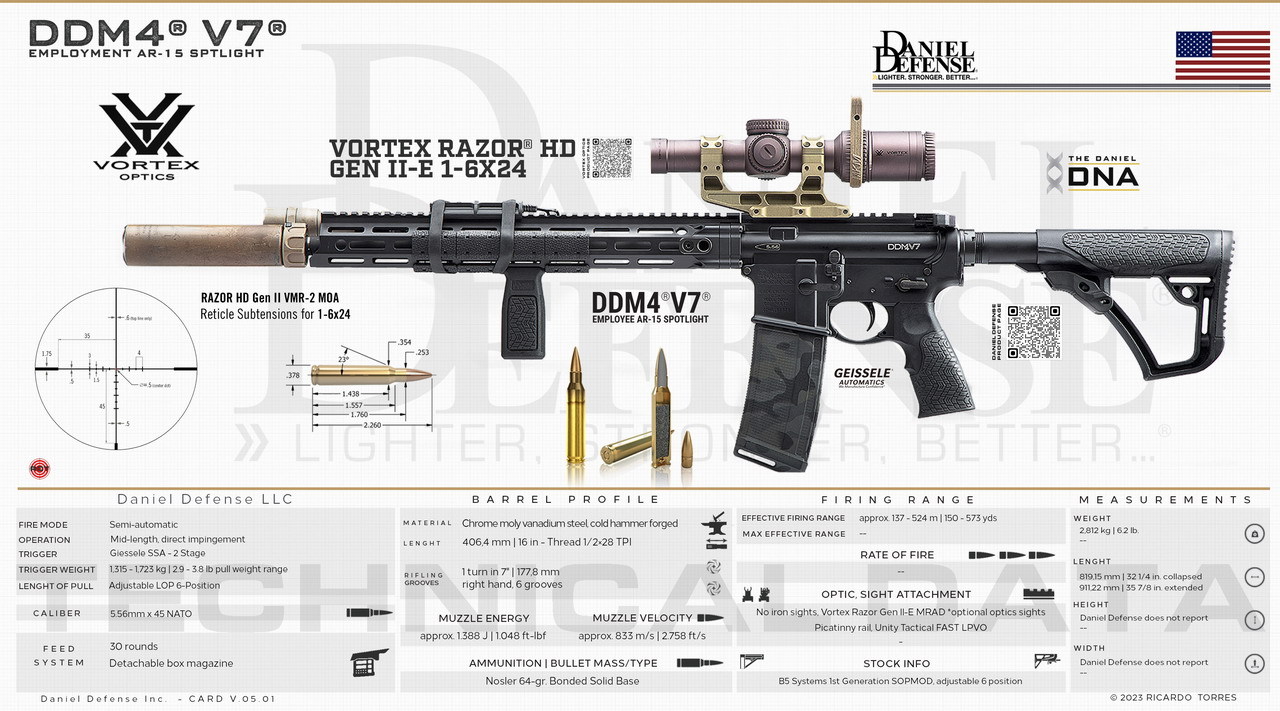 DDM4® V7®
EMPLOYMENT AR-15 SPTLIGHT
DANIEL
DEFENSE®
LIGHTER. STRONGER. BETTER...
VORTEX
OPTICS
VORTEX RAZOR® HD
GEN II-E 1-6X24
VORTEX OPTICS
PRODUCT PAGE
VORTEX
THE DANIEL
DNA
DDM4V7
5.56
RAZOR HD Gen II VMR-2 MOA
Reticle Subtensions for 1-6x24
.35
1.75
3
4
.5
1.5
.5 (center dot)
45
.5
23°
.354
.253
.378
1.438
1.557
1.760
2.260
DDM4® V7®
EMPLOYEE AR-15 SPOTLIGHT
DANIELDEFENSE
PRODUCT PAGE
GEISSELE
AUTOMATICS
DANIEL
DEFENSE®
» LIGHTER. STRONGER. BETTER...®
TECHNICAL DATA
Daniel Defense LLC
FIRE MODE Semi-automatic
OPERATION Mid-length, direct impingement
TRIGGER Giessele SSA - 2 Stage
TRIGGER WEIGHT 1,315 - 1,723 kg | 2.9 - 3.8 lb pull weight range
LENGHT OF PULL Adjustable LOP 6-Position
CALIBER 5.56mm x 45 NATO
FEED SYSTEM 30 rounds
Detachable box magazine
BARREL PROFILE
MATERIAL Chrome moly vanadium steel, cold hammer forged
LENGHT 406,4 mm | 16 in - Thread 1/2×28 TPI
RIFLING GROOVES 1 turn in 7" | 177,8 mm
right hand, 6 grooves
MUZZLE ENERGY MUZZLE VELOCITY
approx. 1.388 J | 1.048 ft-lbf approx. 833 m/s | 2.758 ft/s
AMMUNITION | BULLET MASS/TYPE
Nosler 64-gr. Bonded Solid Base
FIRING RANGE
EFFECTIVE FIRING RANGE approx. 137 - 524 m | 150 - 573 yds
MAX EFFECTIVE RANGE --
RATE OF FIRE
--
OPTIC, SIGHT ATTACHMENT
No iron sights, Vortex Razor Gen II-E MRAD *optional optics sights
Picatinny rail, Unity Tactical FAST LPVO
-
STOCK INFO
B5 Systems 1st Generation SOPMOD, adjustable 6 position
MEASUREMENTS
WEIGHT
2,812 kg | 6.2 lb.
--
LENGHT
819,15 mm | 32 1/4 in. collapsed
911,22 mm | 35 7/8 in. extended
HEIGHT
Daniel Defense does not report
--
WIDTH
Daniel Defense does not report
--
Daniel Defense Inc. - CARD V.05.01
© 2023 RICARDO TORRES